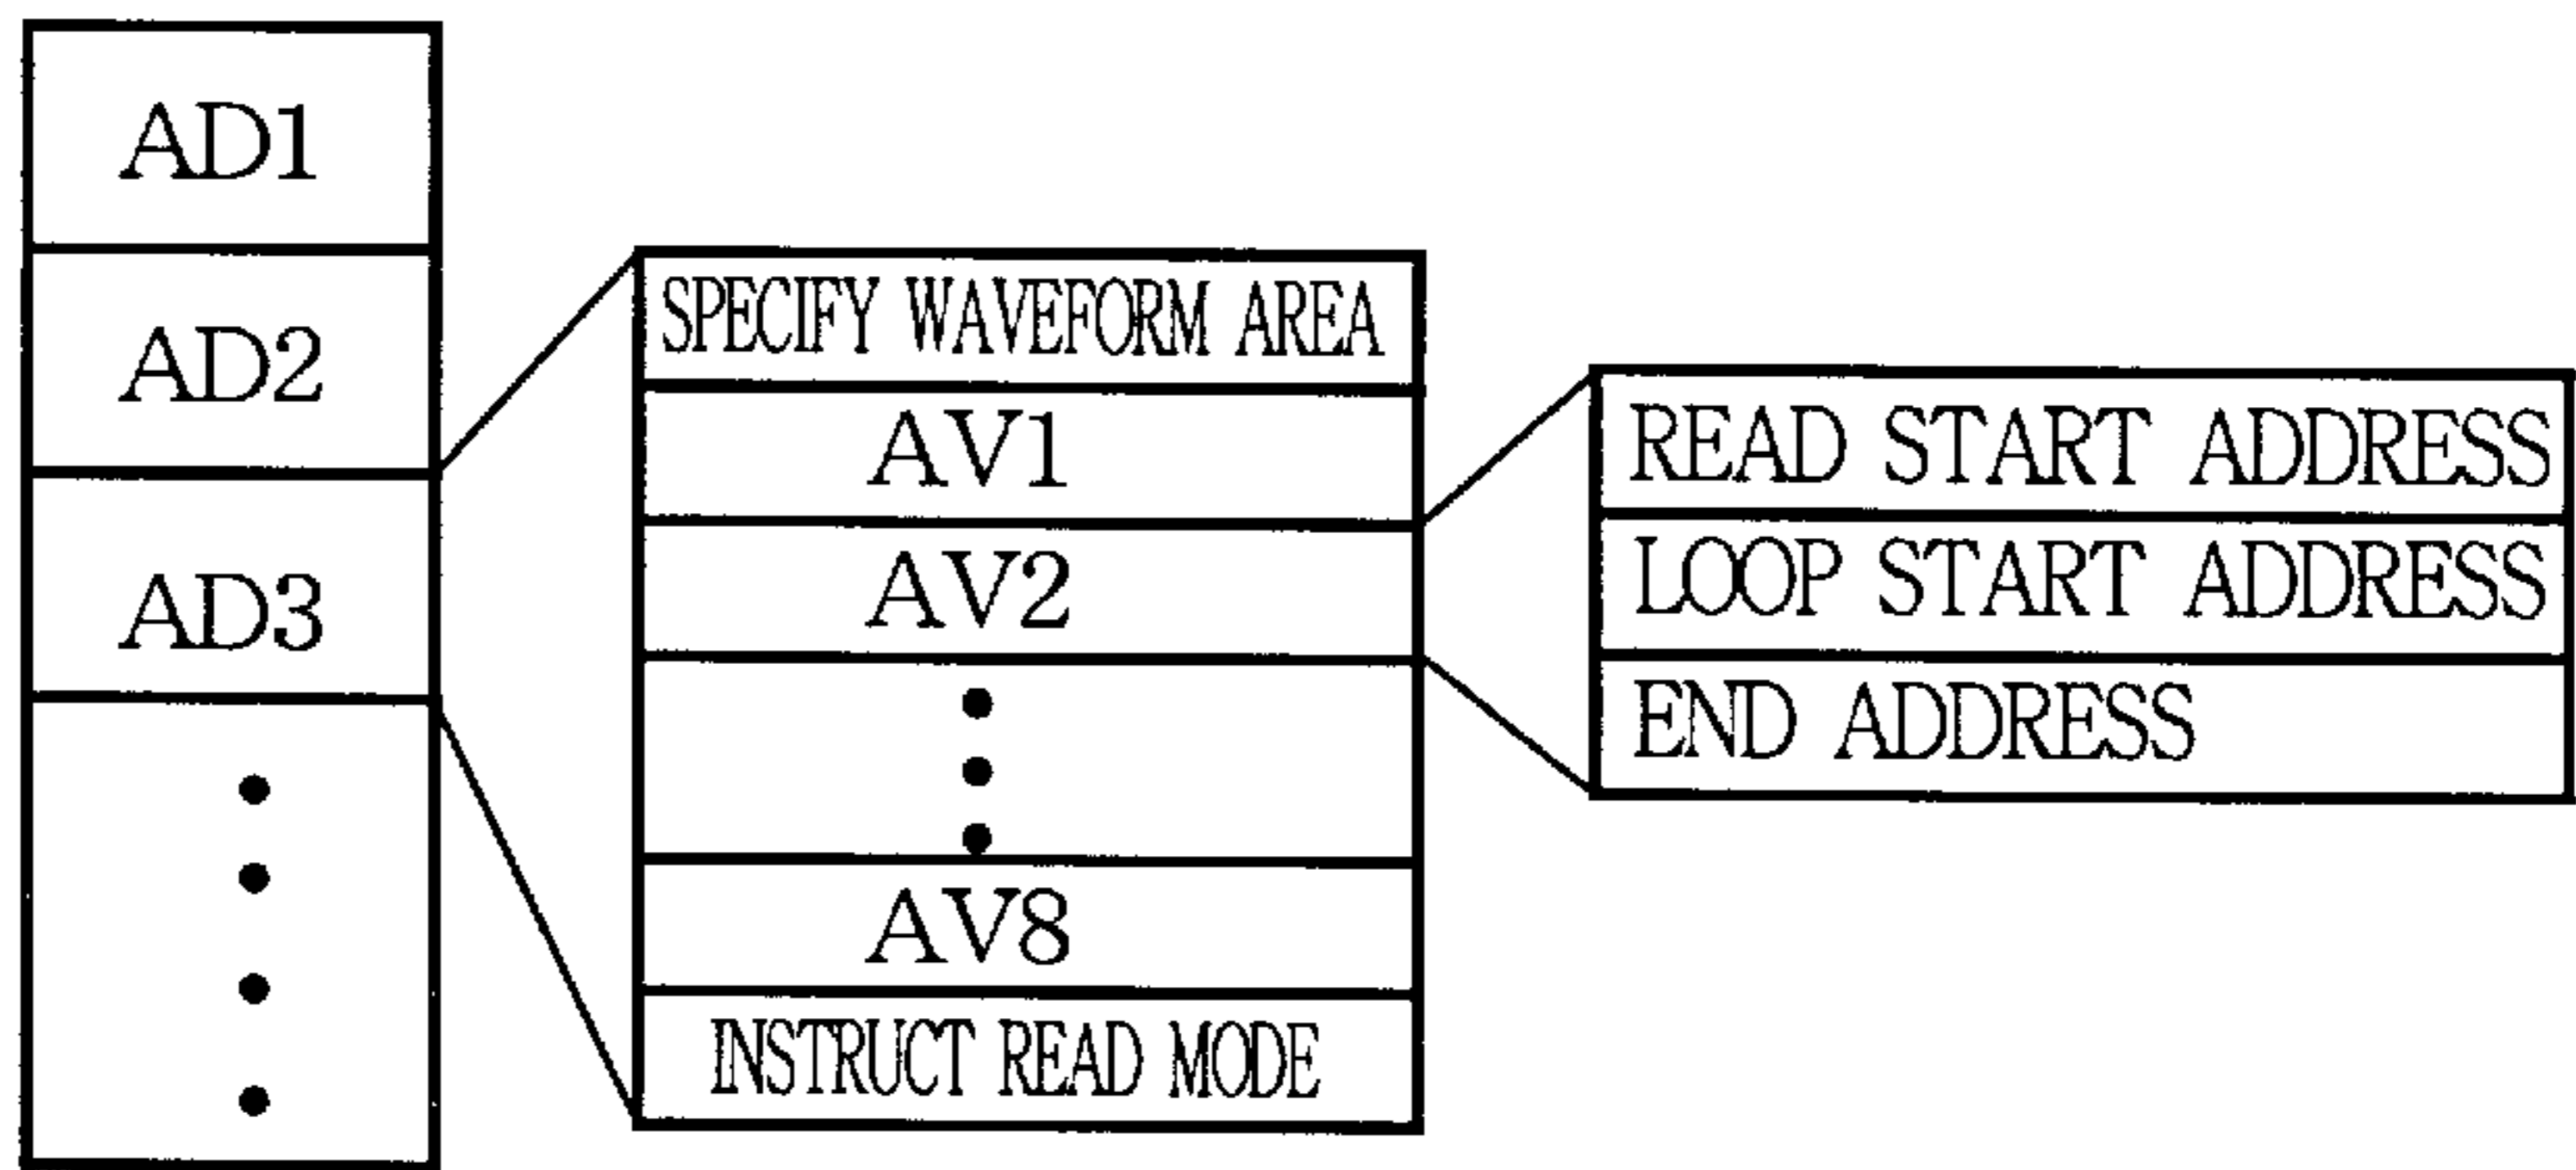 AD1
AD2
AD3
SPECIFY WAVEFORM AREA
AV1
AV2
AV8
INSTRUCT READ MODE
READ START ADDRESS
LOOP START ADDRESS
END ADDRESS